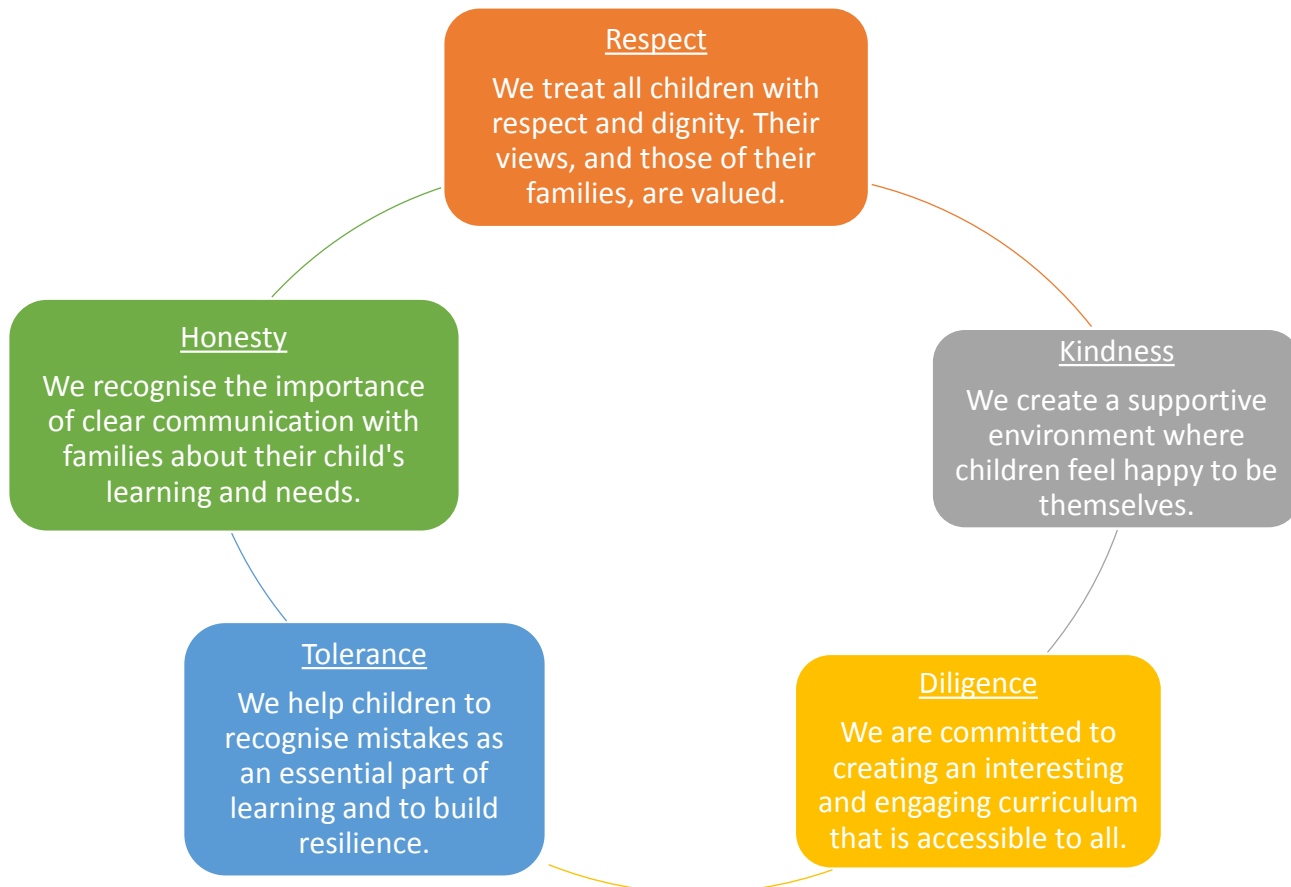 Respect
We treat all children with
respect and dignity. Their
views, and those of their
families, are valued.
Kindness
We create a supportive
environment where
children feel happy to be
themselves.
Diligence
We are committed to
creating an interesting
and engaging curriculum
that is accessible to all.
Tolerance
We help children to
recognise mistakes as
an essential part of
learning and to build
resilience.
Honesty
We recognise the importance
of clear communication with
families about their child's
learning and needs.